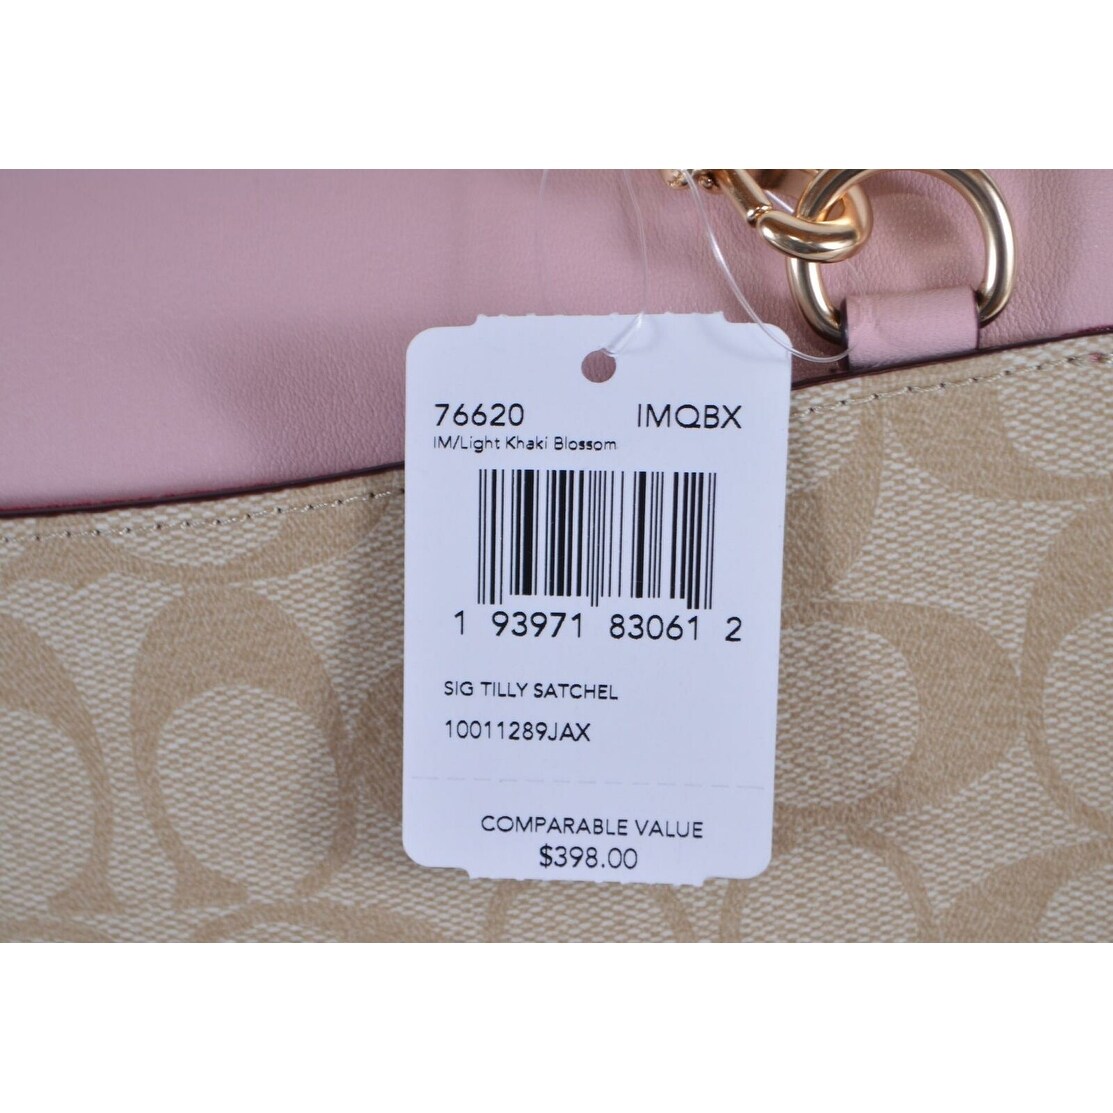 76620 IMQBX
IM/Light Khaki Blossom
1 93971 83061 2
SIG TILLY SATCHEL
10011289JAX
COMPARABLE VALUE
$398.00